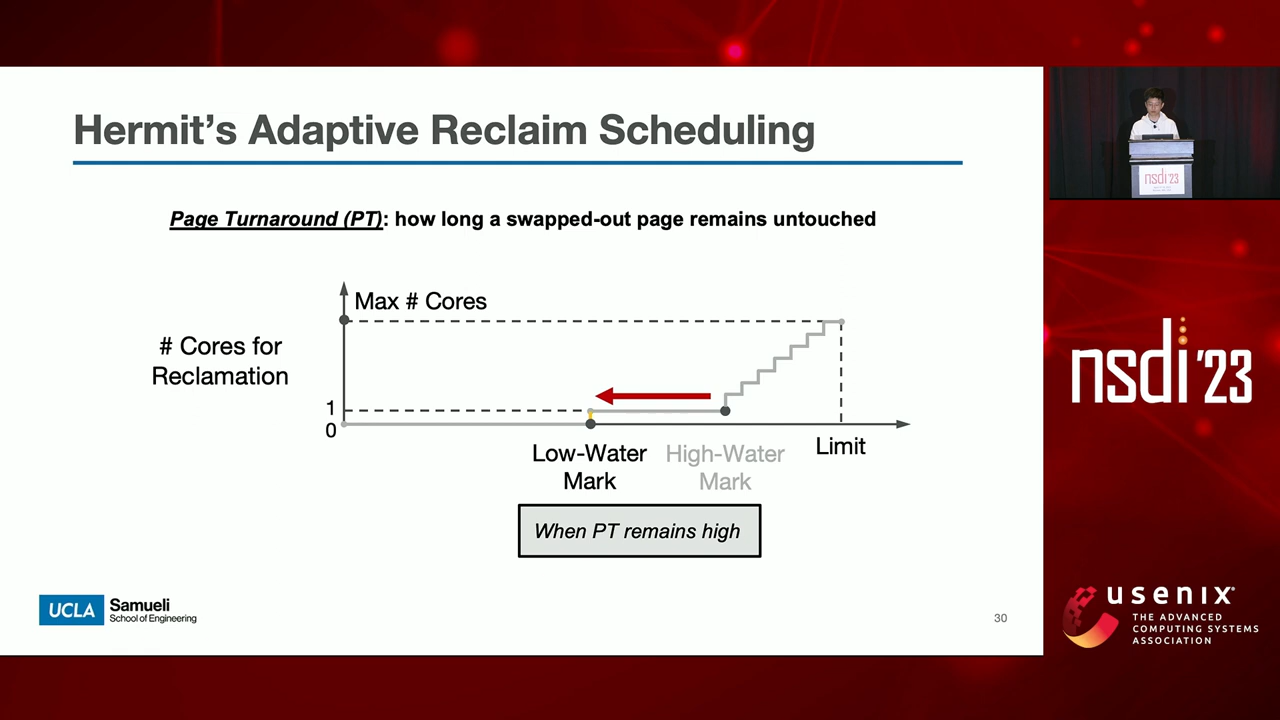 Hermit's Adaptive Reclaim Scheduling
Page Turnaround (PT): how long a swapped-out page remains untouched
Max # Cores
# Cores for
Reclamation
1
0
Low-Water
Mark
High-Water
Mark
Limit
When PT remains high
UCLA
Samueli
School of Engineering
30
nsdi'23
nsdi '23
usenix
THE ADVANCED
COMPUTING SYSTEMS
ASSOCIATION